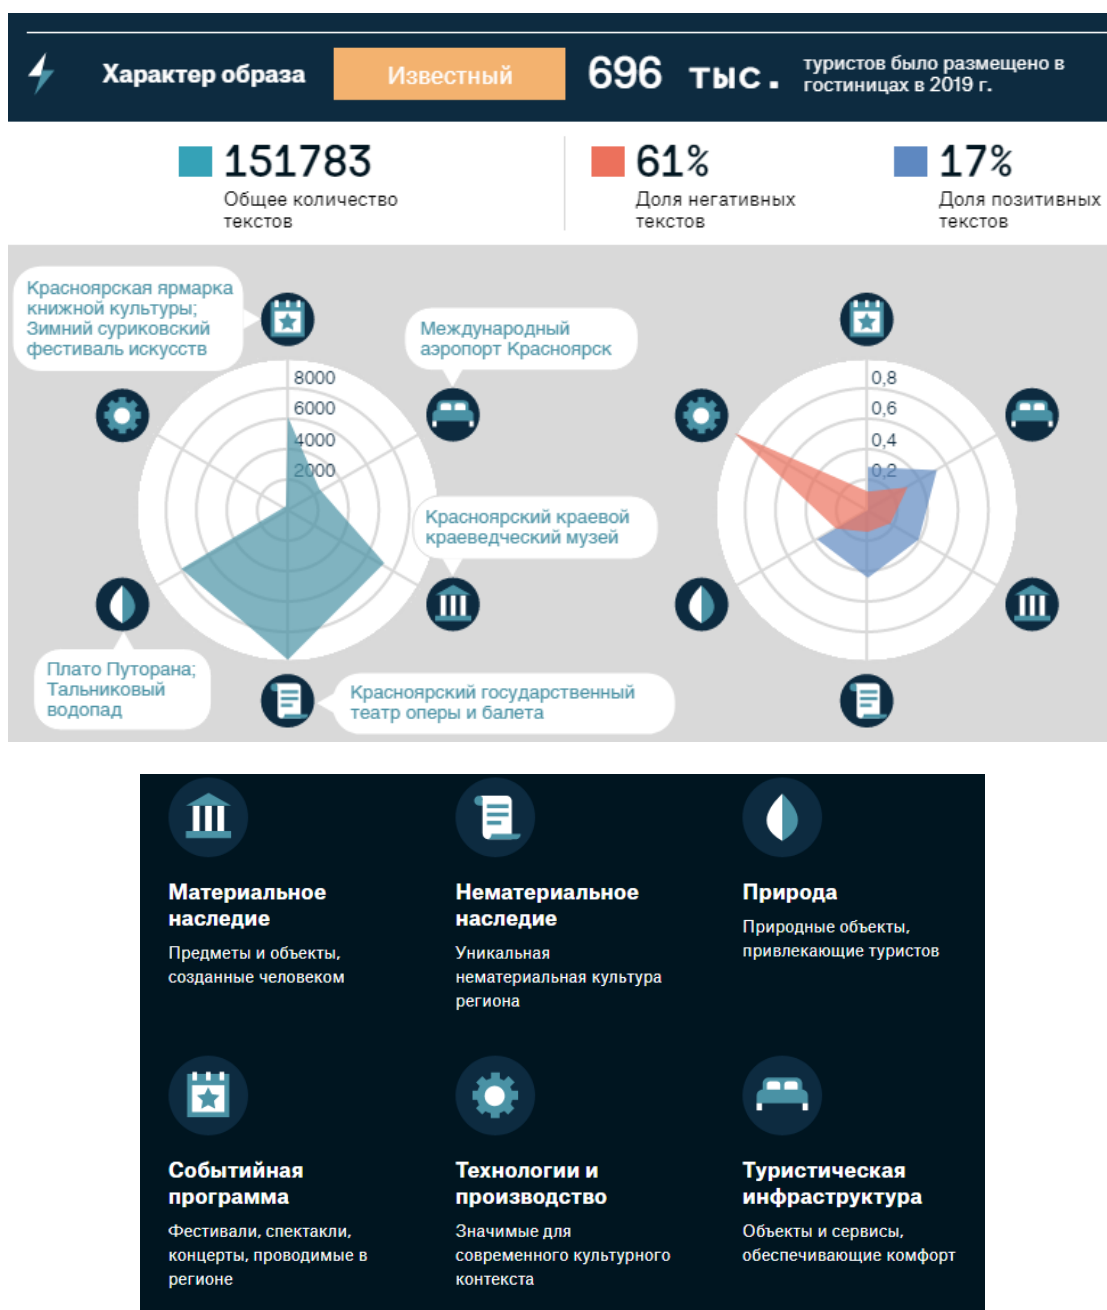 Характер образа
Известный
696 тыс.
туристов было размещено в
гостиницах в 2019 г.
151783
Общее количество
текстов
61%
Доля негативных
текстов
17%
Доля позитивных
текстов
Красноярская ярмарка
книжной культуры;
Зимний суриковский
фестиваль искусств
Международный
аэропорт Красноярск
8000
6000
4000
2000
Красноярский краевой
краеведческий музей
Плато Путорана;
Тальниковый
водопад
Красноярский государственный
театр оперы и балета
0,8
0,6
0,4
0,2
Материальное
наследие
Предметы и объекты,
созданные человеком
Нематериальное
наследие
Уникальная
нематериальная культура
региона
Природа
Природные объекты,
привлекающие туристов
Событийная
программа
Фестивали, спектакли,
концерты, проводимые в
регионе
Технологии и
производство
Значимые для
современного культурного
контекста
Туристическая
инфраструктура
Объекты и сервисы,
обеспечивающие комфорт